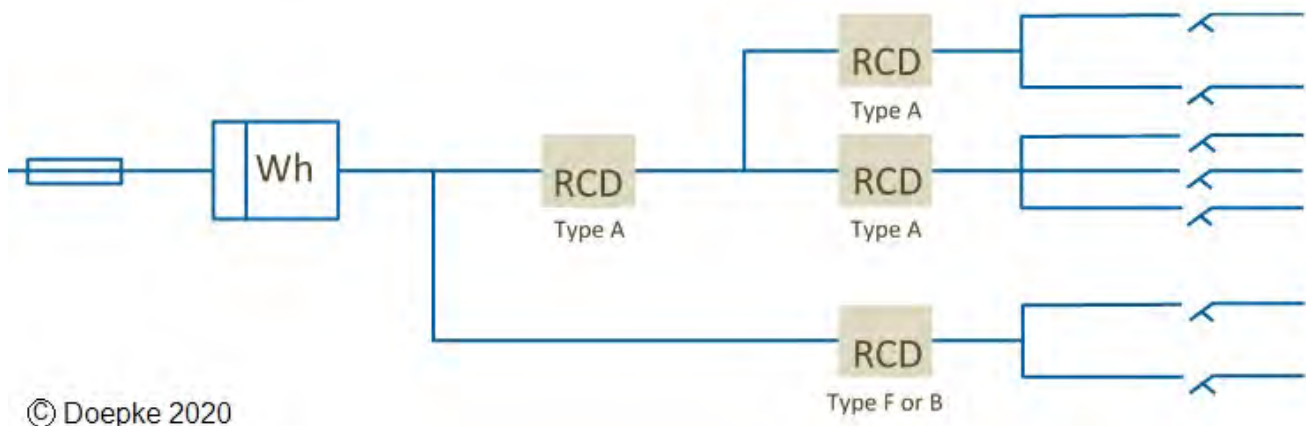 RCD
Type A
Wh
RCD
Type A
RCD
Type A
RCD
Type F or B
© Doepke 2020